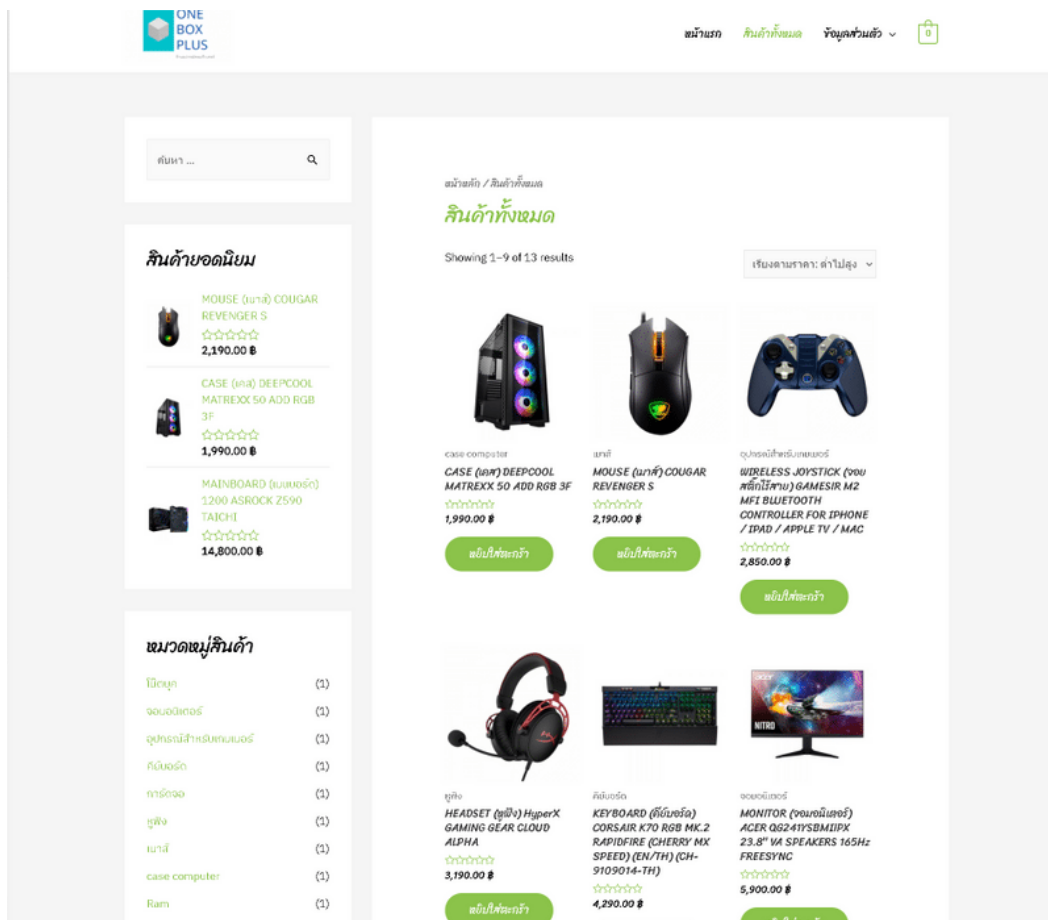 ONE
BOX
PLUS
หน้าแรก
สินค้าทั้งหมด
ข้อมูลส่วนตัว
0
ค้นหา ...
สินค้ายอดนิยม
MOUSE (เมาส์) COUGAR
REVENGER S
2,190.00 ฿
CASE (เคส) DEEPCOOL
MATREXX 50 ADD RGB
3F
1,990.00 ฿
MAINBOARD (เมนบอร์ด)
1200 ASROCK Z590
TAICHI
14,800.00 ฿
หมวดหมู่สินค้า
โน๊ตบุค (1)
จอมอนิเตอร์ (1)
อุปกรณ์สำหรับเกมเมอร์ (1)
คีย์บอร์ด (1)
การ์ดจอ (1)
หูฟัง (1)
เมาส์ (1)
case computer (1)
Ram (1)
หน้าหลัก / สินค้าทั้งหมด
สินค้าทั้งหมด
Showing 1–9 of 13 results
เรียงตามราคา: ต่ำไปสูง
case computer
CASE (เคส) DEEPCOOL
MATREXX 50 ADD RGB 3F
1,990.00 ฿
หยิบใส่ตะกร้า
เมาส์
MOUSE (เมาส์) COUGAR
REVENGER S
2,190.00 ฿
หยิบใส่ตะกร้า
อุปกรณ์สำหรับเกมเมอร์
WIRELESS JOYSTICK (จอย
สติ๊กไร้สาย) GAMESIR M2
MFI BLUETOOTH
CONTROLLER FOR IPHONE
/ IPAD / APPLE TV / MAC
2,850.00 ฿
หยิบใส่ตะกร้า
หูฟัง
HEADSET (หูฟัง) HyperX
GAMING GEAR CLOUD
ALPHA
3,190.00 ฿
หยิบใส่ตะกร้า
คีย์บอร์ด
KEYBOARD (คีย์บอร์ด)
CORSAIR K70 RGB MK.2
RAPIDFIRE (CHERRY MX
SPEED) (EN/TH) (CH-
9109014-TH)
4,290.00 ฿
acer
NITRO
จอมอนิเตอร์
MONITOR (จอมอนิเตอร์)
ACER QG241YSBMIIPX
23.8" VA SPEAKERS 165Hz
FREESYNC
5,900.00 ฿